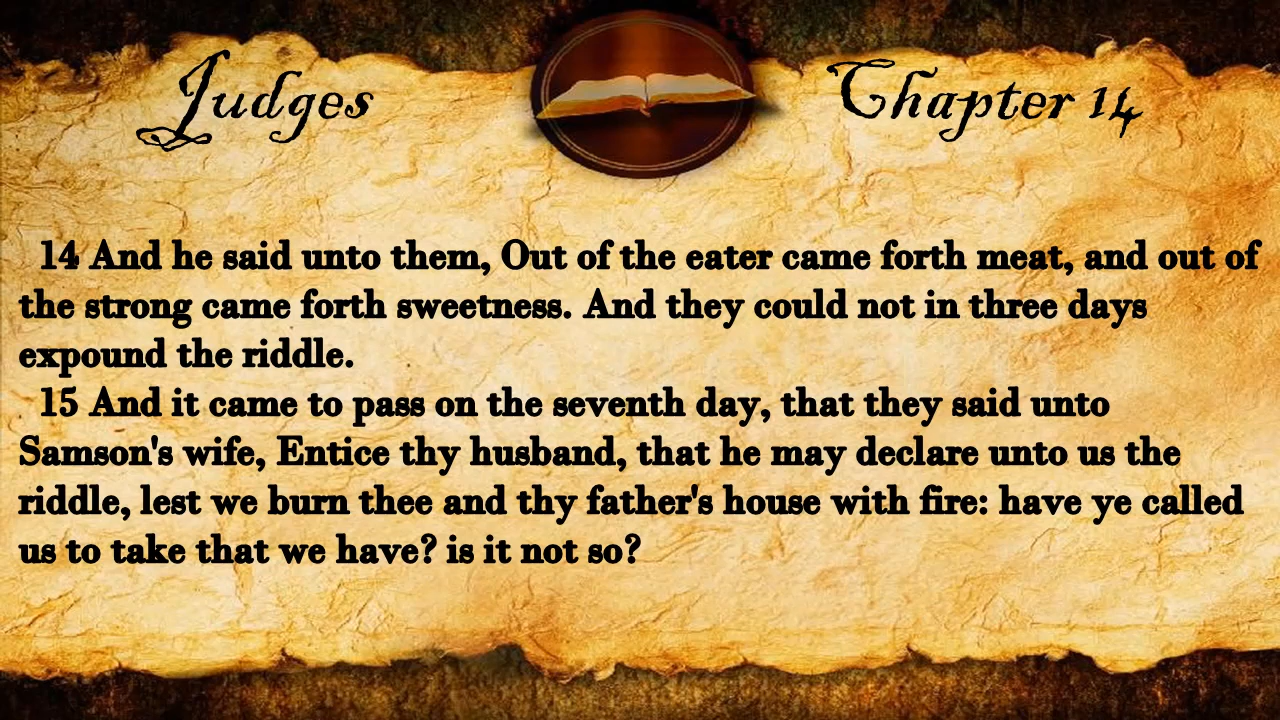 Judges
Chapter 14
14 And he said unto them, Out of the eater came forth meat, and out of
the strong came forth sweetness. And they could not in three days
expound the riddle.
15 And it came to pass on the seventh day, that they said unto
Samson's wife, Entice thy husband, that he may declare unto us the
riddle, lest we burn thee and thy father's house with fire: have ye called
us to take that we have? is it not so?